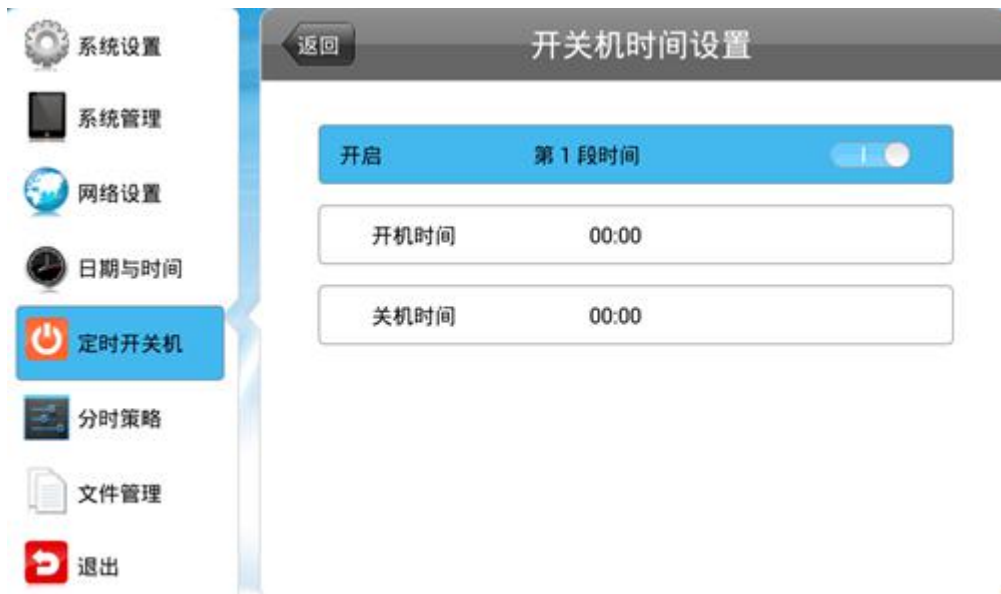 系统设置
系统管理
网络设置
日期与时间
定时开关机
分时策略
文件管理
退出
返回
开关机时间设置
开启 第 1 段时间
开机时间 00:00
关机时间 00:00